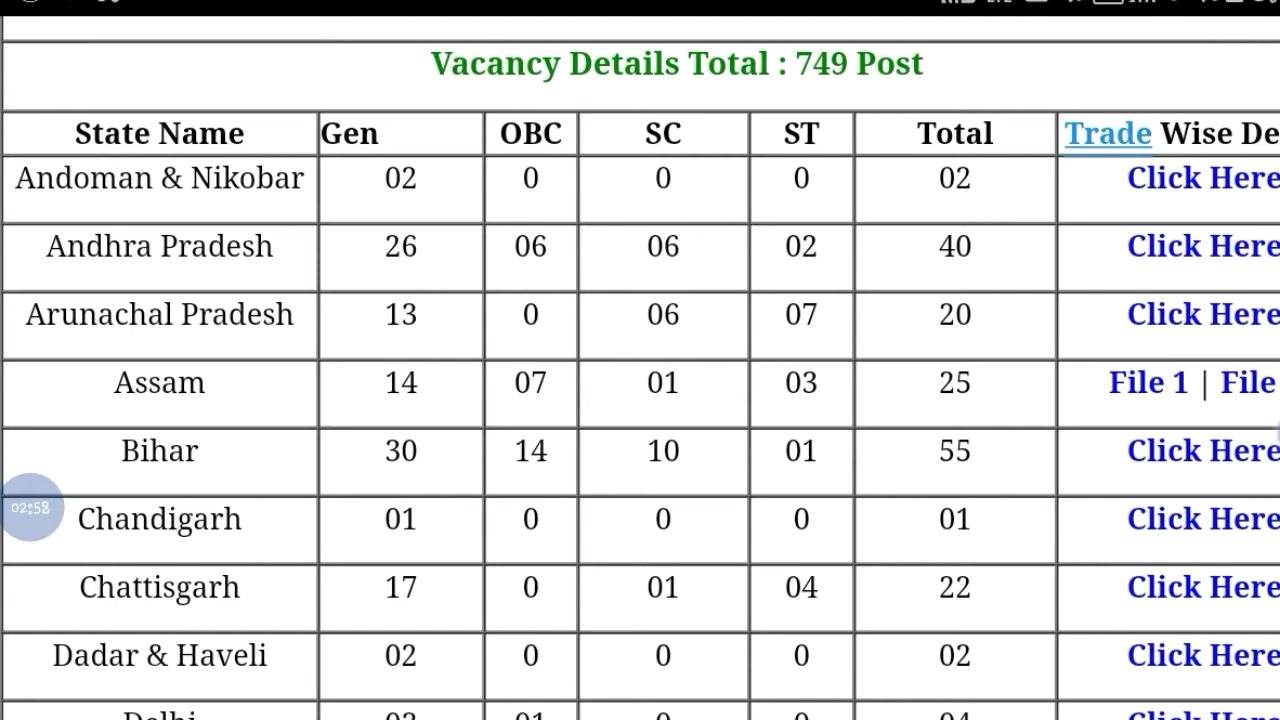 Vacancy Details Total : 749 Post
State Name Gen OBC SC ST Total Trade Wise De
Andoman & Nikobar 02 0 0 0 02 Click Here
Andhra Pradesh 26 06 06 02 40 Click Here
Arunachal Pradesh 13 0 06 07 20 Click Here
Assam 14 07 01 03 25 File 1 | File
Bihar 30 14 10 01 55 Click Here
02:58
Chandigarh 01 0 0 0 01 Click Here
Chattisgarh 17 0 01 04 22 Click Here
Dadar & Haveli 02 0 0 0 02 Click Here